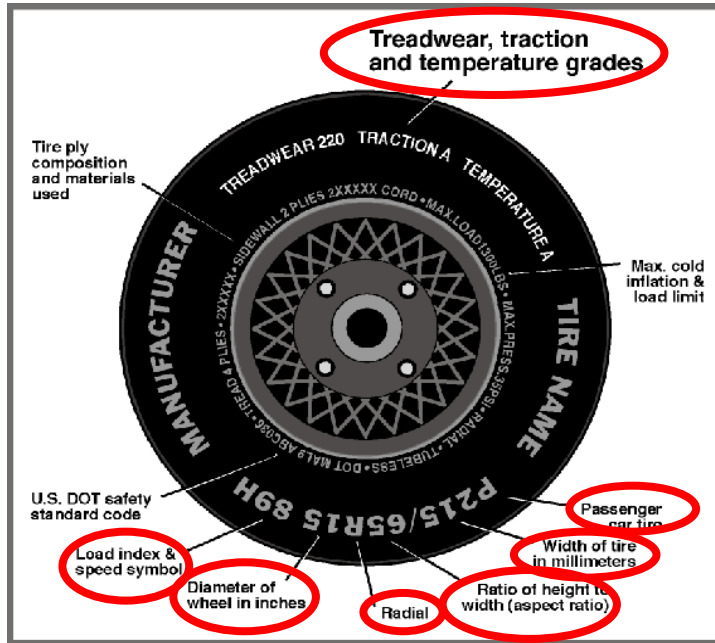 Treadwear, traction
and temperature grades
Tire ply
composition
and materials
used
TREADWEAR 220 TRACTION A TEMPERATURE A
SIDEWALL 2 PLIES 2XXXXX CORD • MAX.LOAD1300LBS • MAX.PRESS.35PSI • RADIAL • TUBELESS • DOT MAL9 ABC036 • TREAD 4 PLIES • 2XXXXX •
Max. cold
inflation &
load limit
MANUFACTURER
TIRE NAME
P215/65R15 89H
U.S. DOT safety
standard code
Passenger
car tire
Load index &
speed symbol
Width of tire
in millimeters
Diameter of
wheel in inches
Radial
Ratio of height to
width (aspect ratio)